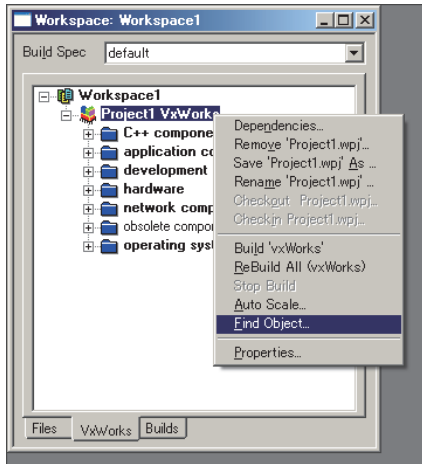 Workspace: Workspace1
Build Spec default
Workspace1
Project1 VxWorks
C++ compone
application co
development
hardware
network comp
obsolete compor
operating syst
Dependencies...
Remove 'Project1.wpj' ...
Save 'Project1.wpj' As ...
Rename 'Project1.wpj' ...
Checkout Project1.wpj...
Checkin Project1.wpj...
Build 'vxWorks'
ReBuild All (vxWorks)
Stop Build
Auto Scale...
Find Object...
Properties...
Files VxWorks Builds